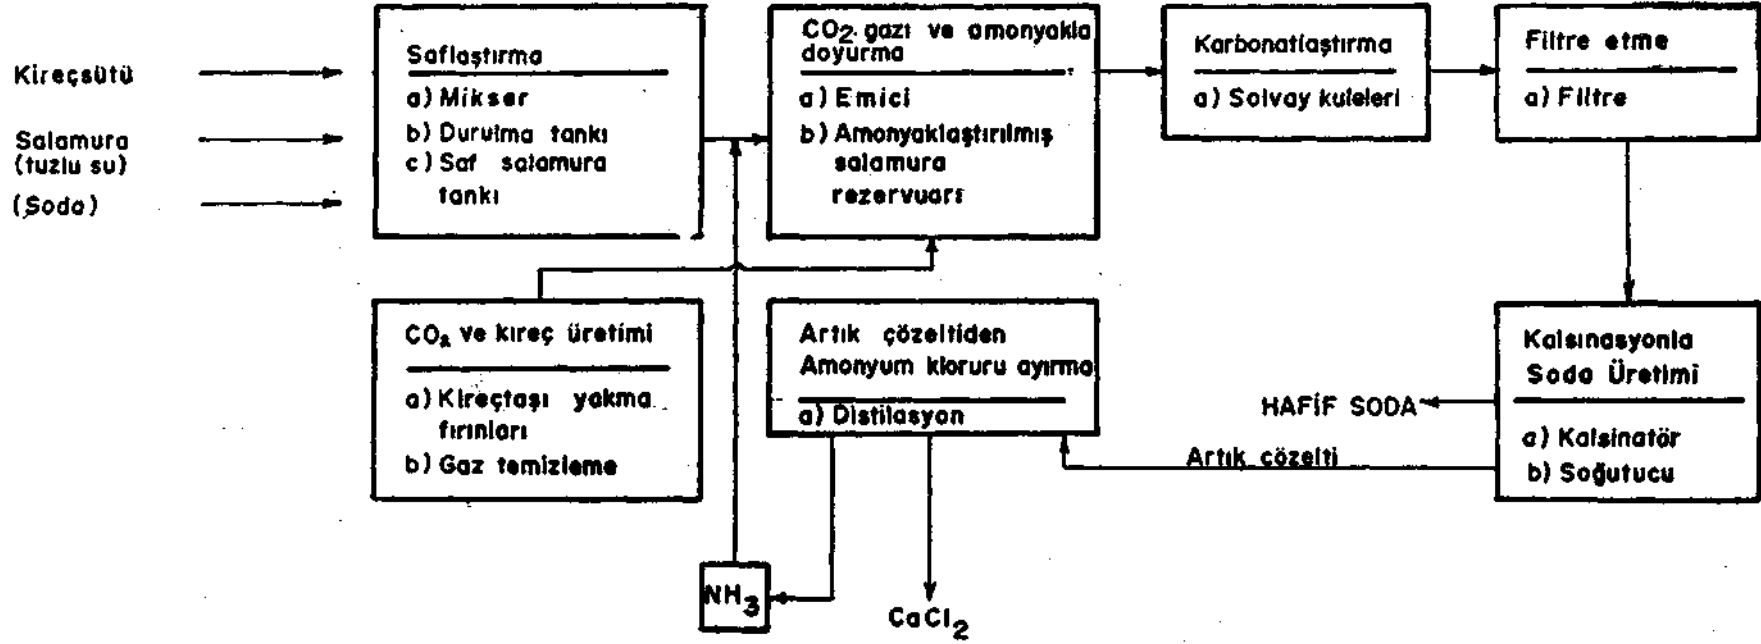 Kireçsütü
Salamura
(tuzlu su)
(Soda)
Saflaştırma
a) Mikser
b) Durulma tankı
c) Saf salamura
tankı
CO2 gazı ve amonyakla
doyurma
a) Emici
b) Amonyaklaştırılmış
salamura
rezervuarı
Karbonatlaştırma
a) Solvay kuleleri
Filtre etme
a) Filtre
CO2 ve kireç üretimi
a) Kireçtaşı yakma
fırınları
b) Gaz temizleme
Artık çözeltiden
Amonyum kloruru ayırma
a) Distilasyon
Kalsınasyonla
Soda Üretimi
a) Kalsinatör
b) Soğutucu
HAFİF SODA
Artık çözelti
NH3
CaCl2